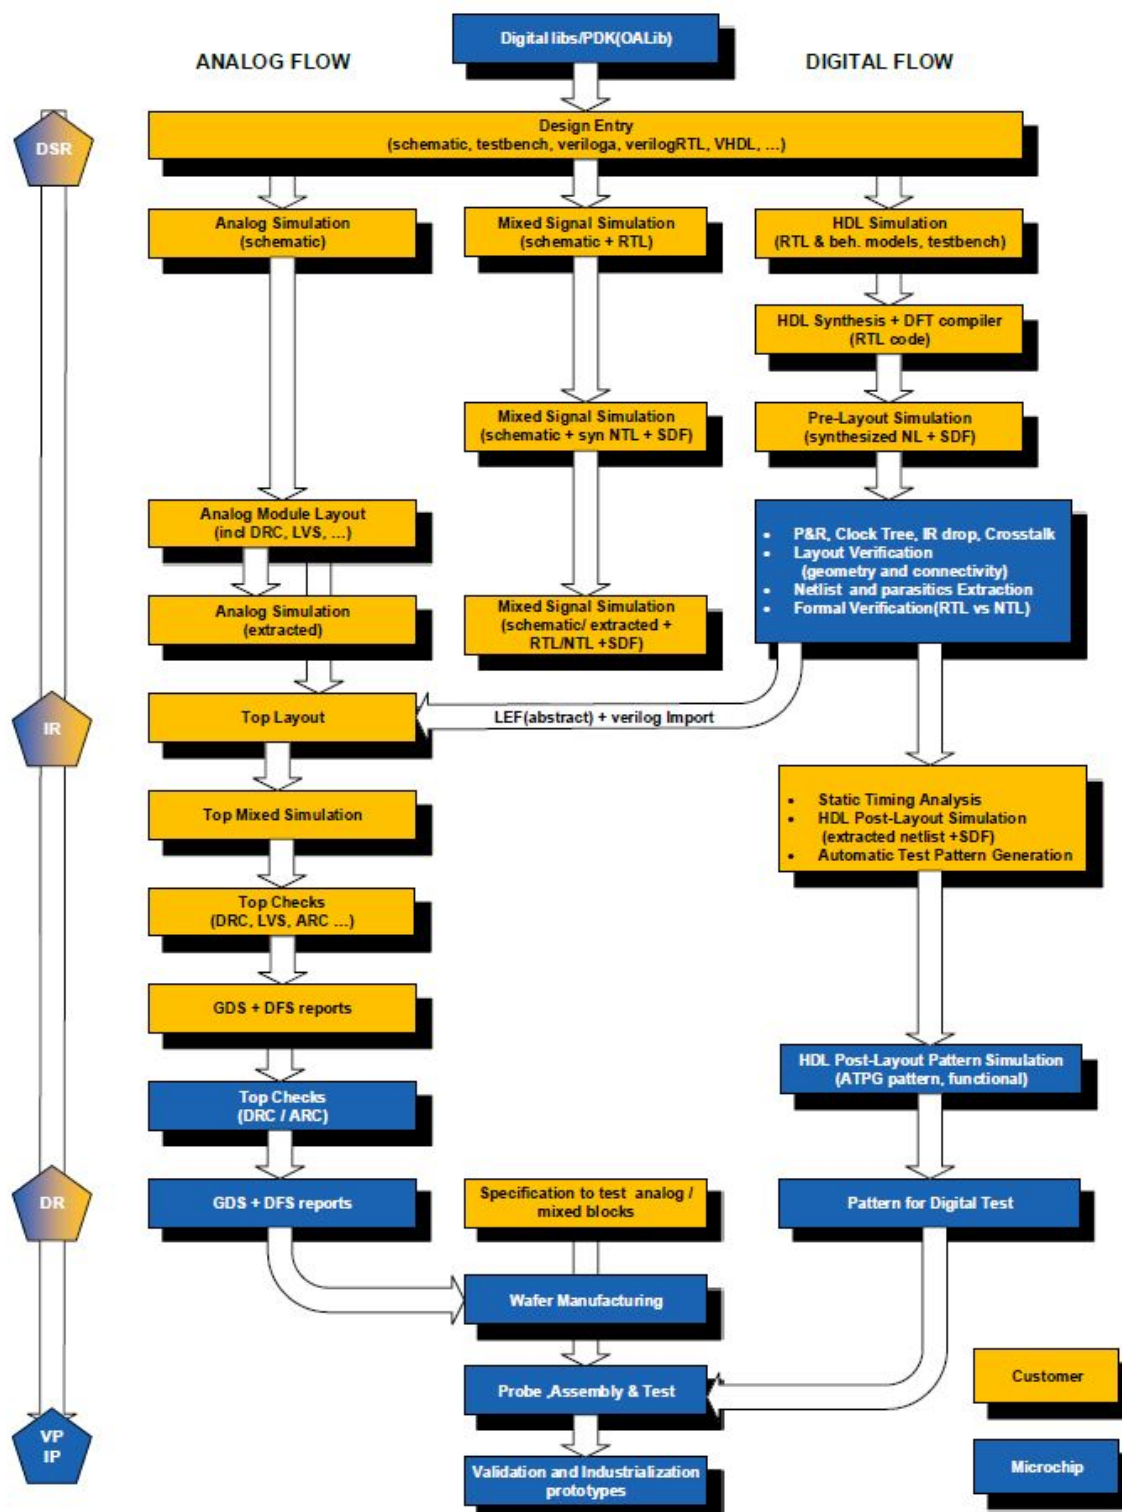 Digital libs/PDK(OALib)
ANALOG FLOW
DIGITAL FLOW
DSR
Design Entry
(schematic, testbench, veriloga, verilogRTL, VHDL, ...)
Analog Simulation
(schematic)
Mixed Signal Simulation
(schematic + RTL)
HDL Simulation
(RTL & beh. models, testbench)
HDL Synthesis + DFT compiler
(RTL code)
Mixed Signal Simulation
(schematic + syn NTL + SDF)
Pre-Layout Simulation
(synthesized NL + SDF)
Analog Module Layout
(incl DRC, LVS, ...)
• P&R, Clock Tree, IR drop, Crosstalk
• Layout Verification
(geometry and connectivity)
• Netlist and parasitics Extraction
• Formal Verification(RTL vs NTL)
Analog Simulation
(extracted)
Mixed Signal Simulation
(schematic/ extracted +
RTL/NTL +SDF)
IR
Top Layout
LEF(abstract) + verilog Import
Top Mixed Simulation
• Static Timing Analysis
• HDL Post-Layout Simulation
(extracted netlist +SDF)
• Automatic Test Pattern Generation
Top Checks
(DRC, LVS, ARC ...)
GDS + DFS reports
HDL Post-Layout Pattern Simulation
(ATPG pattern, functional)
Top Checks
(DRC / ARC)
DR
GDS + DFS reports
Specification to test analog /
mixed blocks
Pattern for Digital Test
Wafer Manufacturing
Probe ,Assembly & Test
Customer
VP
IP
Validation and Industrialization
prototypes
Microchip